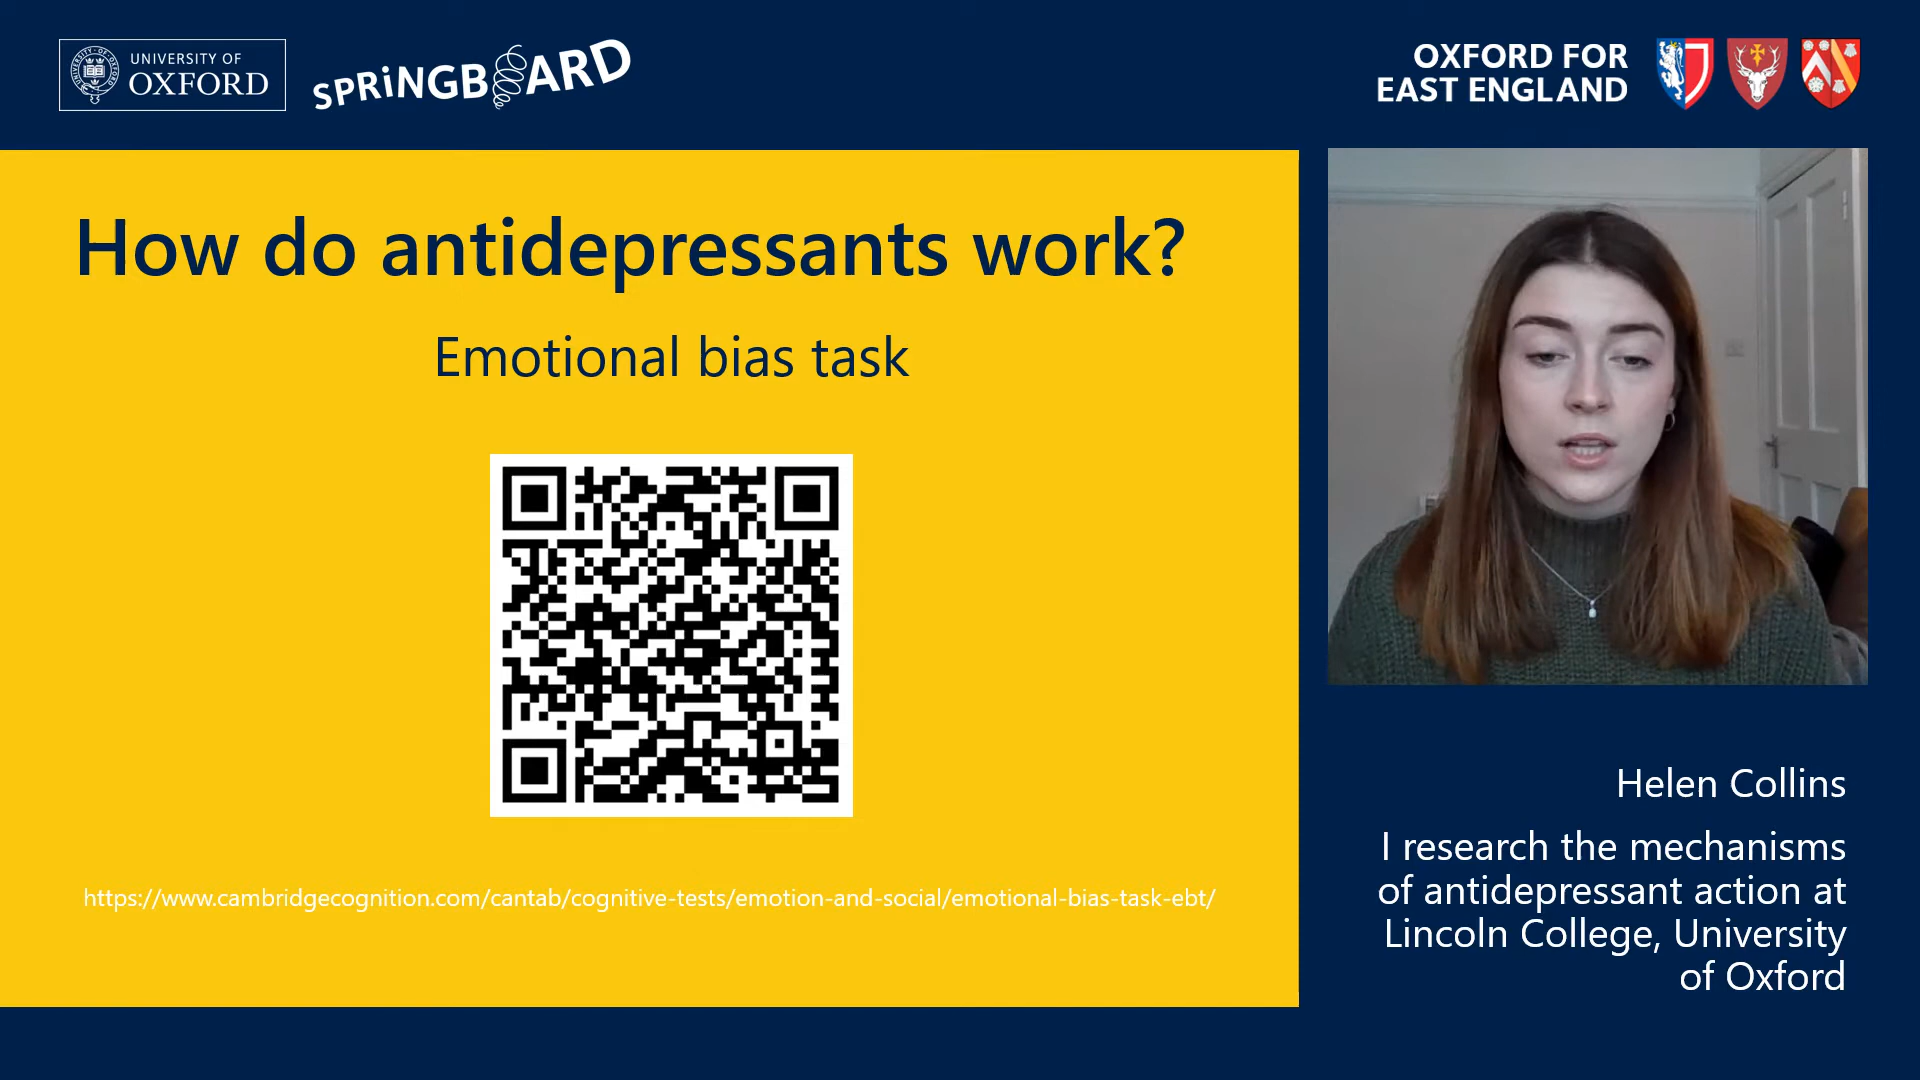 UNIVERSITY OF
OXFORD
SPRiNGBOARD
OXFORD FOR
EAST ENGLAND
How do antidepressants work?
Emotional bias task
https://www.cambridgecognition.com/cantab/cognitive-tests/emotion-and-social/emotional-bias-task-ebt/
Helen Collins
I research the mechanisms
of antidepressant action at
Lincoln College, University
of Oxford